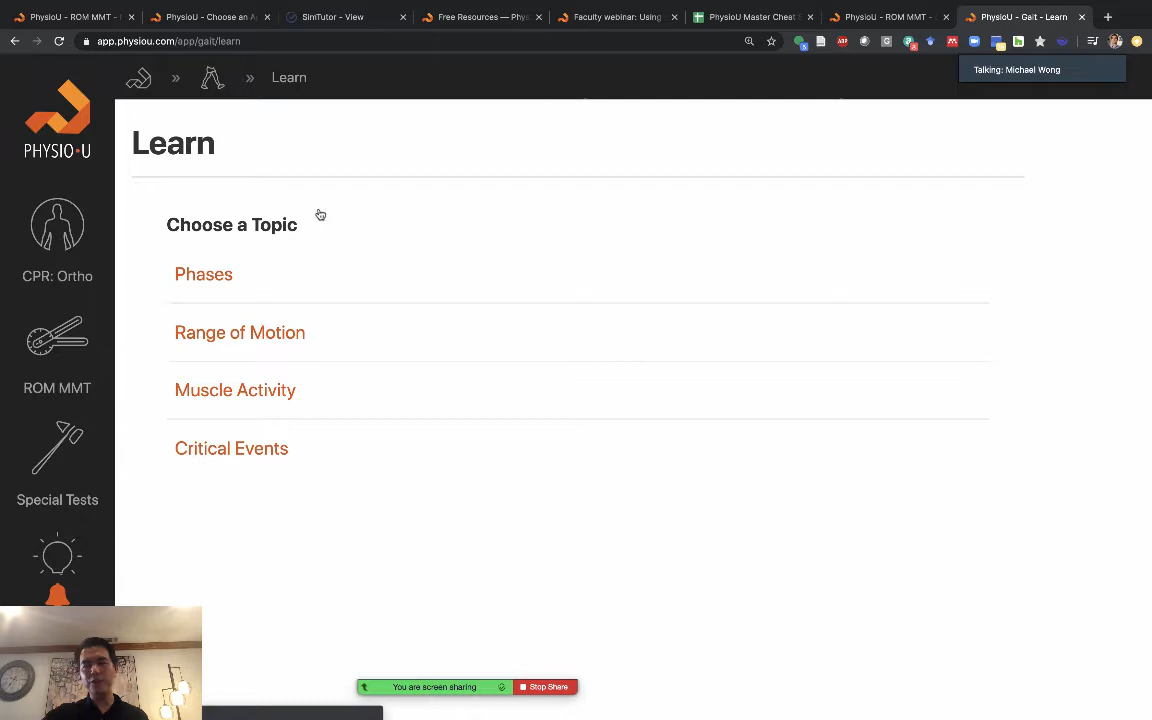 PhysioU - ROM MMT -
PhysioU - Choose an Ap
SimTutor - View
Free Resources — Phys
Faculty webinar: Using
PhysioU Master Cheat S
PhysioU - ROM MMT -
PhysioU - Gait - Learn
app.physiou.com/app/gait/learn
Talking: Michael Wong
» » Learn
PHYSIO•U
CPR: Ortho
ROM MMT
Special Tests
Learn
Choose a Topic
Phases
Range of Motion
Muscle Activity
Critical Events
You are screen sharing
Stop Share